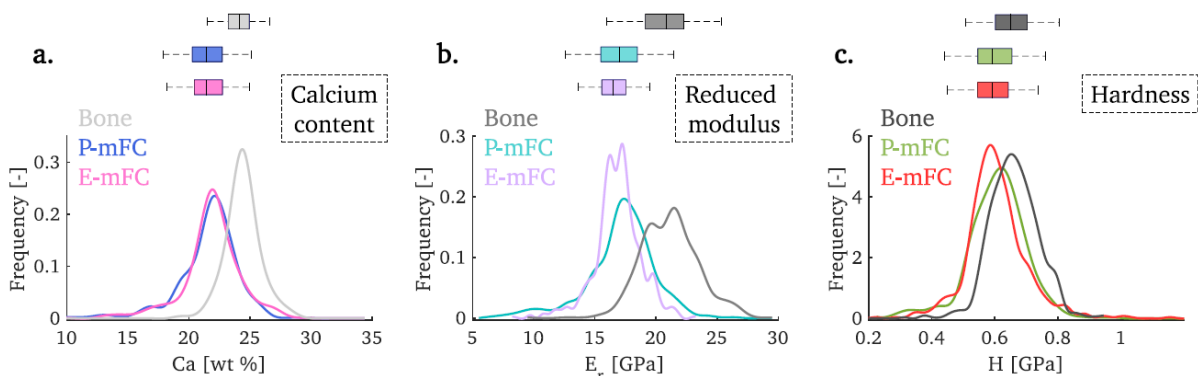 a.
Calcium
content
Bone
P-mFC
E-mFC
Frequency [-]
0.3
0.2
0.1
0
10 15 20 25 30 35
Ca [wt %]
b.
Reduced
modulus
Bone
P-mFC
E-mFC
Frequency [-]
0.3
0.2
0.1
0
5 10 15 20 25 30
E_r [GPa]
c.
Hardness
Bone
P-mFC
E-mFC
Frequency [-]
6
4
2
0
0.2 0.4 0.6 0.8 1
H [GPa]